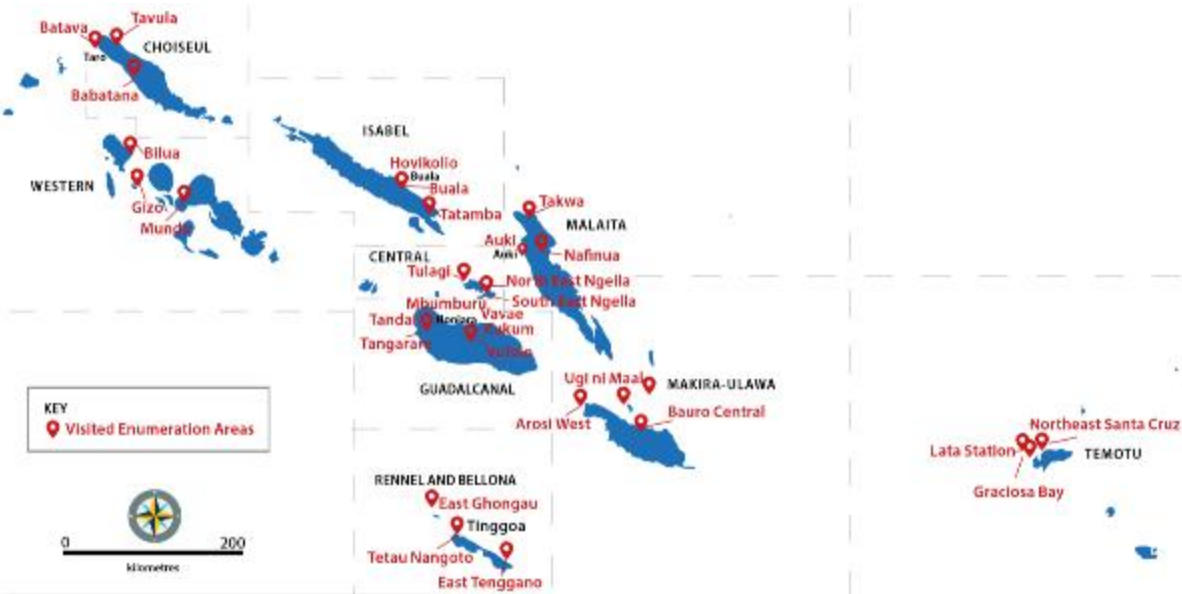 Batava
Tavula
CHOISEUL
Taro
Babatana
ISABEL
Bilua
Hovikolio
Buala
Buala
WESTERN
Gizo
Tatamba
Takwa
MALAITA
Auki
Auki
Nafinua
CENTRAL
Tulagi
North East Ngella
South East Ngella
Mbumburu
Vavae
Tandai
Honiara
Kukum
Tangarare
GUADALCANAL
Ugi ni Maal
MAKIRA-ULAWA
Arosi West
Bauro Central
KEY
Visited Enumeration Areas
Northeast Santa Cruz
Lata Station
TEMOTU
Graciosa Bay
RENNEL AND BELLONA
East Ghongau
Tinggoa
Tetau Nangoto
East Tenggano
0
200
kilometres